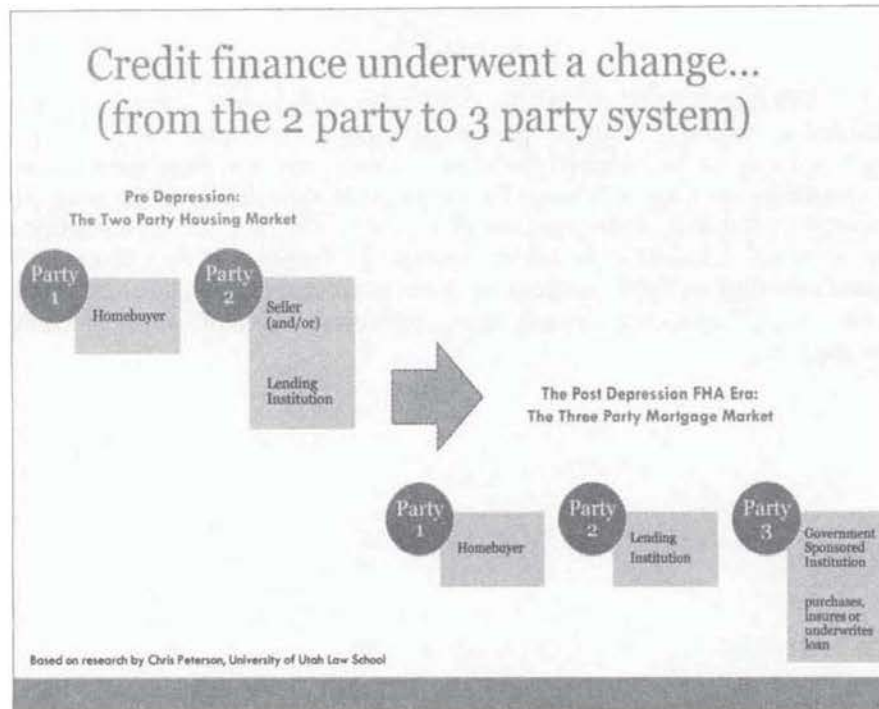 Credit finance underwent a change...
(from the 2 party to 3 party system)
Pre Depression:
The Two Party Housing Market
Party
1
Homebuyer
Party
2
Seller
(and/or)
Lending
Institution
The Post Depression FHA Era:
The Three Party Mortgage Market
Party
1
Homebuyer
Party
2
Lending
Institution
Party
3
Government
Sponsored
Institution
purchases,
insures or
underwrites
loan
Based on research by Chris Peterson, University of Utah Law School